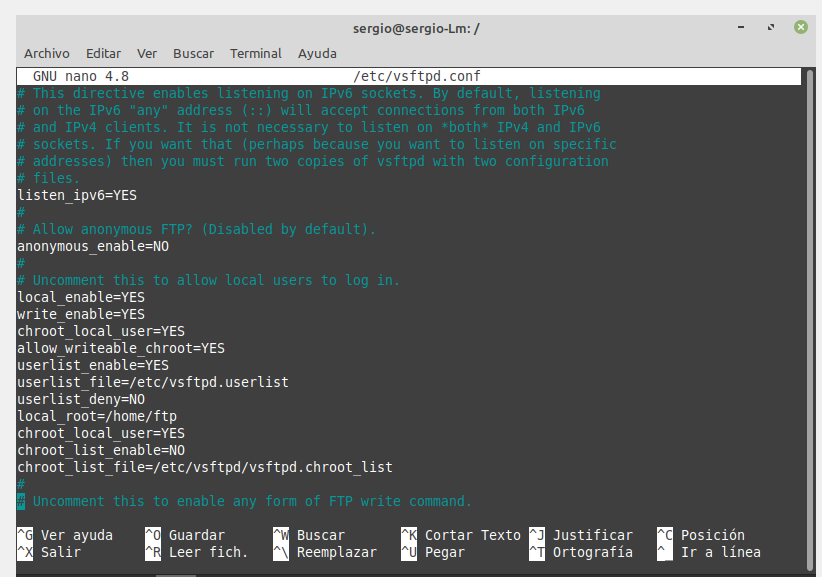 sergio@sergio-Lm: /
Archivo Editar Ver Buscar Terminal Ayuda
GNU nano 4.8 /etc/vsftpd.conf
# This directive enables listening on IPv6 sockets. By default, listening
# on the IPv6 "any" address (::) will accept connections from both IPv6
# and IPv4 clients. It is not necessary to listen on *both* IPv4 and IPv6
# sockets. If you want that (perhaps because you want to listen on specific
# addresses) then you must run two copies of vsftpd with two configuration
# files.
listen_ipv6=YES
#
# Allow anonymous FTP? (Disabled by default).
anonymous_enable=NO
#
# Uncomment this to allow local users to log in.
local_enable=YES
write_enable=YES
chroot_local_user=YES
allow_writeable_chroot=YES
userlist_enable=YES
userlist_file=/etc/vsftpd.userlist
userlist_deny=NO
local_root=/home/ftp
chroot_local_user=YES
chroot_list_enable=NO
chroot_list_file=/etc/vsftpd/vsftpd.chroot_list
#
# Uncomment this to enable any form of FTP write command.
^G Ver ayuda ^O Guardar ^W Buscar ^K Cortar Texto ^J Justificar ^C Posición
^X Salir ^R Leer fich. ^\ Reemplazar ^U Pegar ^T Ortografía ^_ Ir a línea